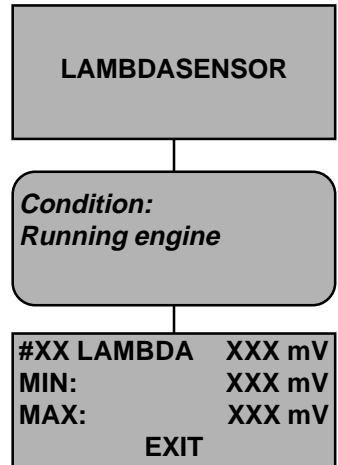 LAMBDASENSOR
Condition:
Running engine
#XX LAMBDA XXX mV
MIN: XXX mV
MAX: XXX mV
EXIT